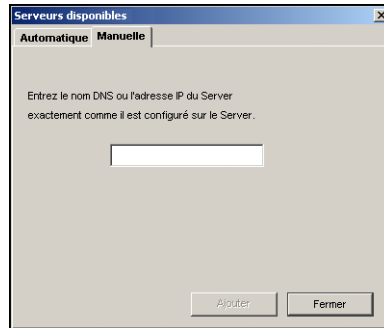 Serveurs disponibles
Automatique Manuelle
Entrez le nom DNS ou l'adresse IP du Server
exactement comme il est configuré sur le Server.
Ajouter Fermer